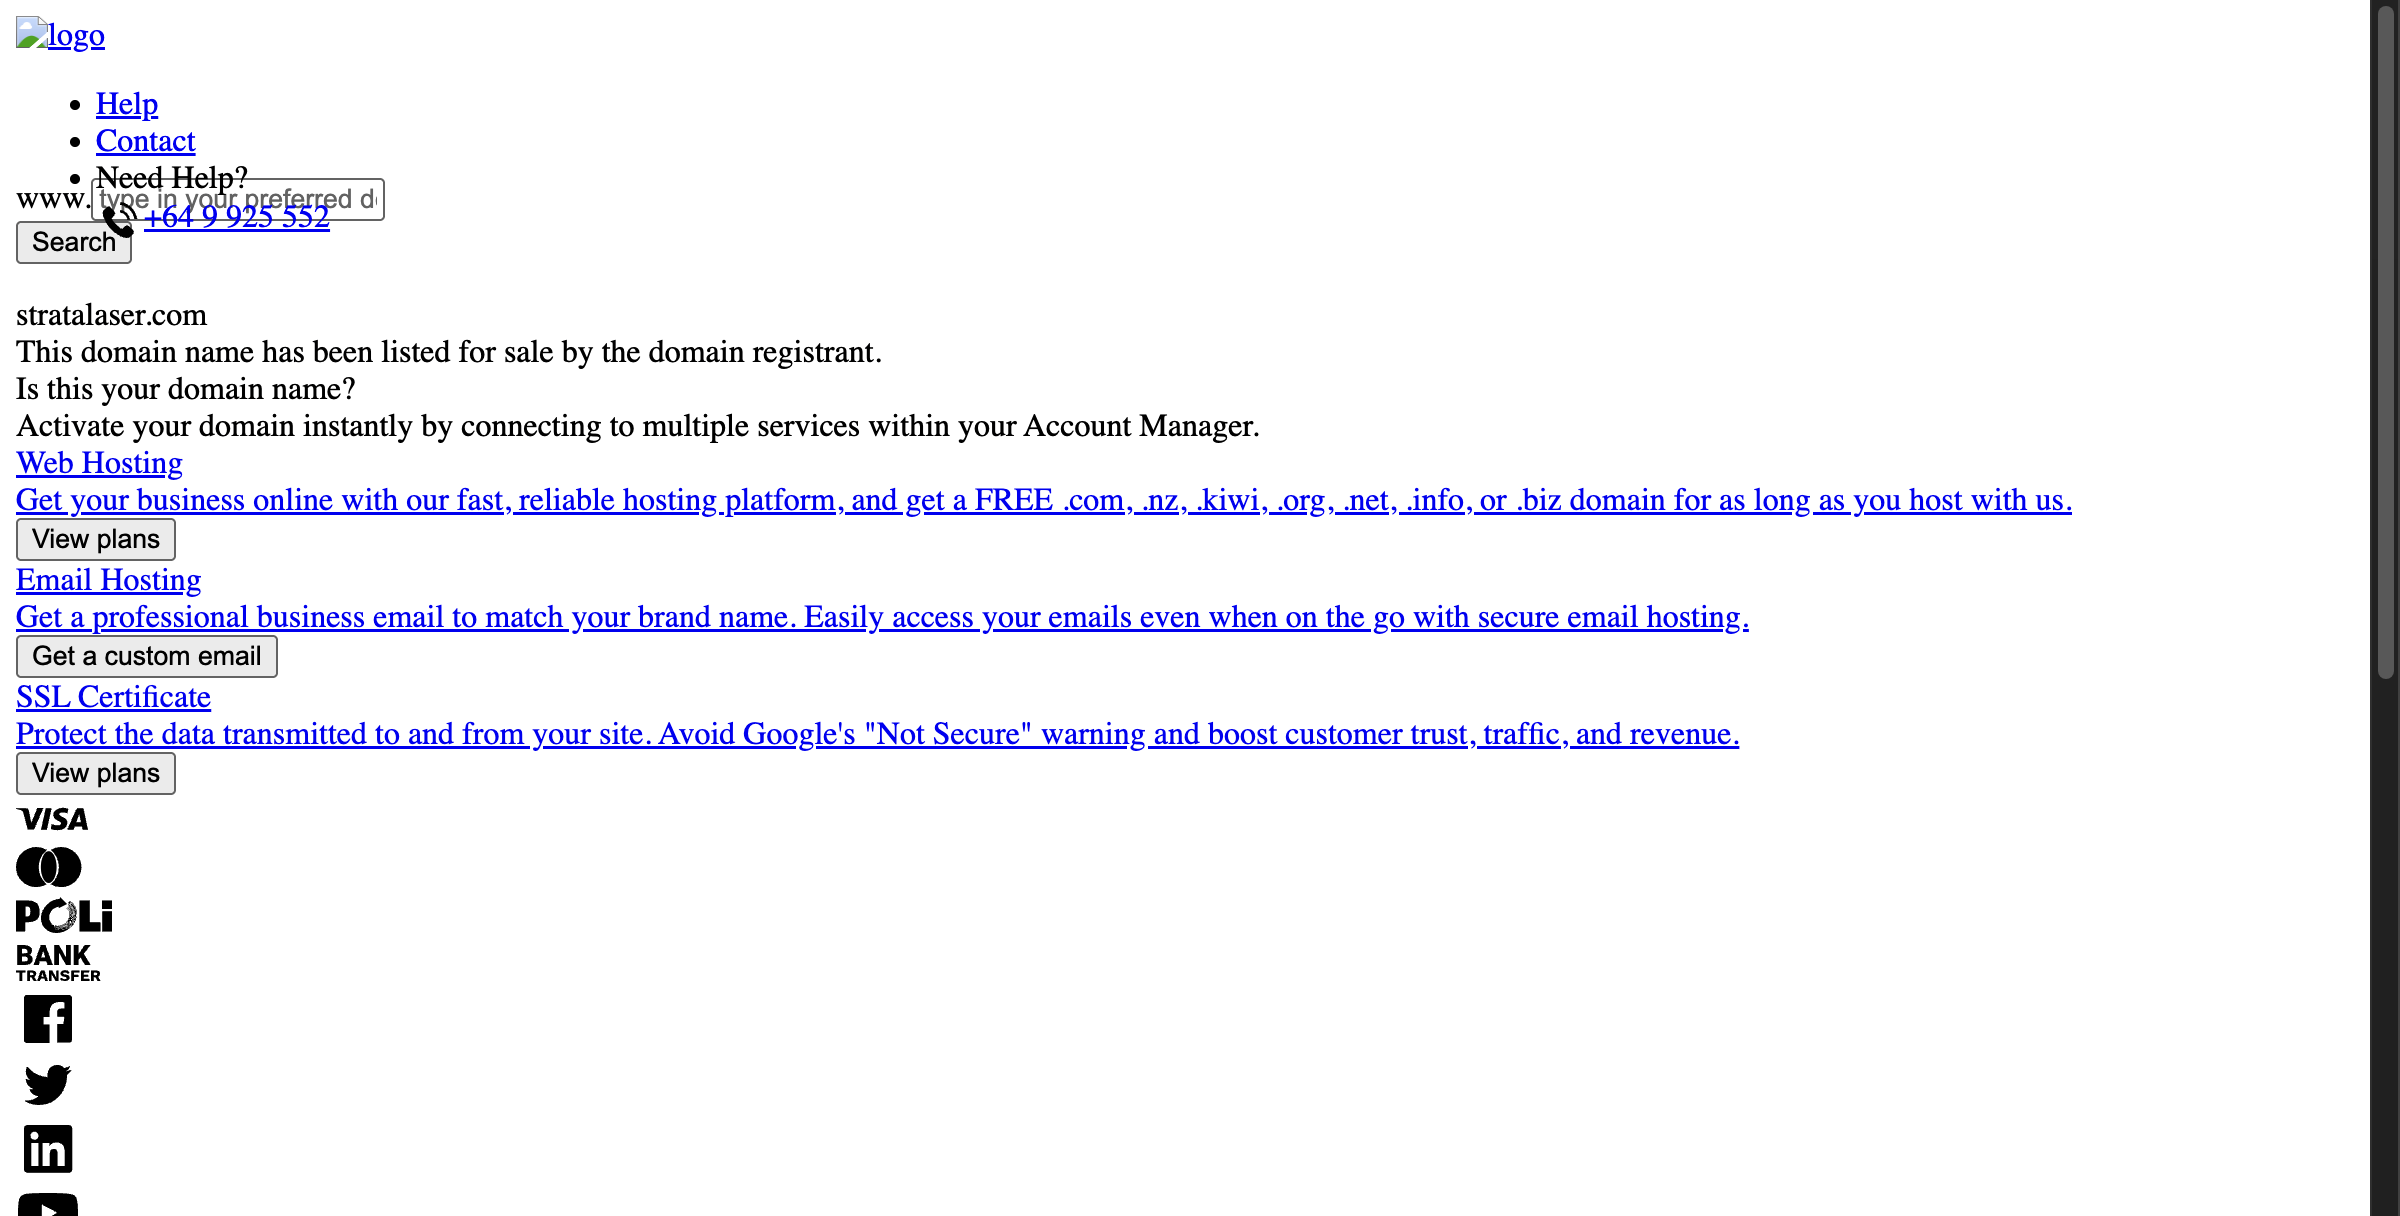 logo
Help
Contact
Need Help?
+64 9 925 552
www. type in your preferred d
Search
stratalaser.com
This domain name has been listed for sale by the domain registrant.
Is this your domain name?
Activate your domain instantly by connecting to multiple services within your Account Manager.
Web Hosting
Get your business online with our fast, reliable hosting platform, and get a FREE .com, .nz, .kiwi, .org, .net, .info, or .biz domain for as long as you host with us.
View plans
Email Hosting
Get a professional business email to match your brand name. Easily access your emails even when on the go with secure email hosting.
Get a custom email
SSL Certificate
Protect the data transmitted to and from your site. Avoid Google's "Not Secure" warning and boost customer trust, traffic, and revenue.
View plans
VISA
POLi
BANK
TRANSFER